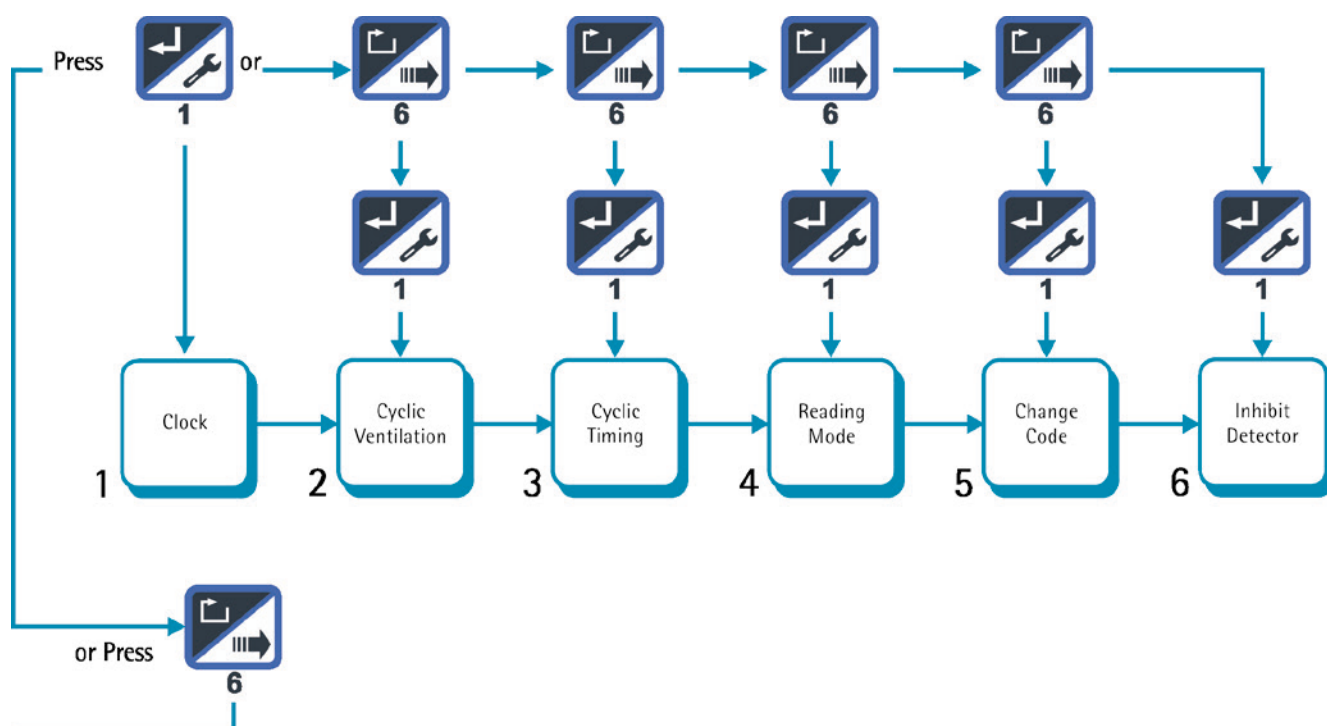 Press
or
1
6
6
6
6
1
1
1
1
1
Clock
Cyclic
Ventilation
Cyclic
Timing
Reading
Mode
Change
Code
Inhibit
Detector
1
2
3
4
5
6
or Press
6